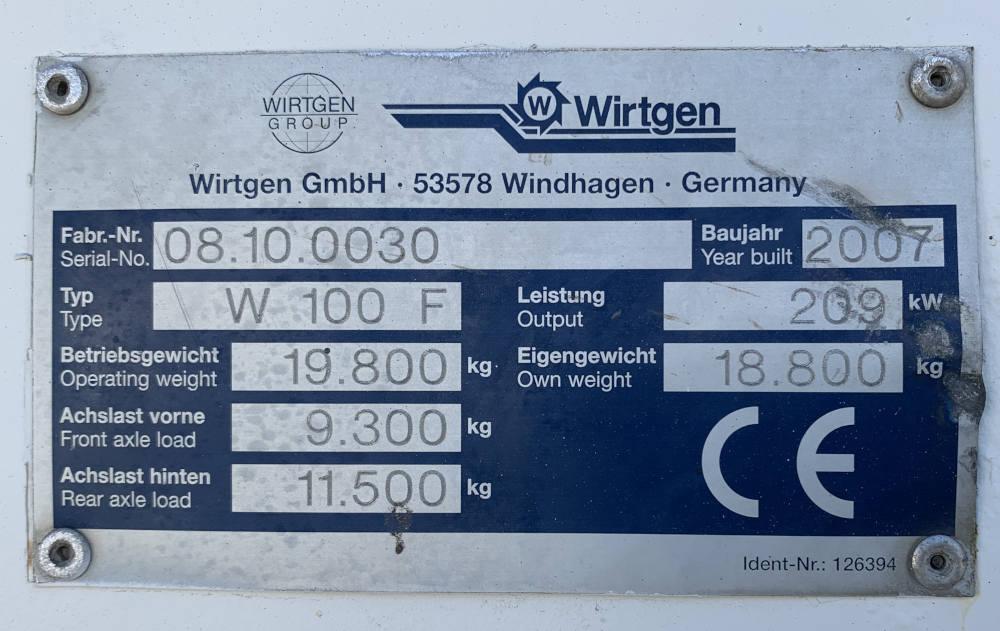 WIRTGEN
GROUP
W Wirtgen
Wirtgen GmbH · 53578 Windhagen · Germany
Fabr.-Nr.
Serial-No. 08.10.0030
Baujahr
Year built 2007
Typ
Type W 100 F
Leistung
Output 209 kW
Betriebsgewicht
Operating weight 19.800 kg
Eigengewicht
Own weight 18.800 kg
Achslast vorne
Front axle load 9.300 kg
Achslast hinten
Rear axle load 11.500 kg
CE
Ident-Nr.: 126394